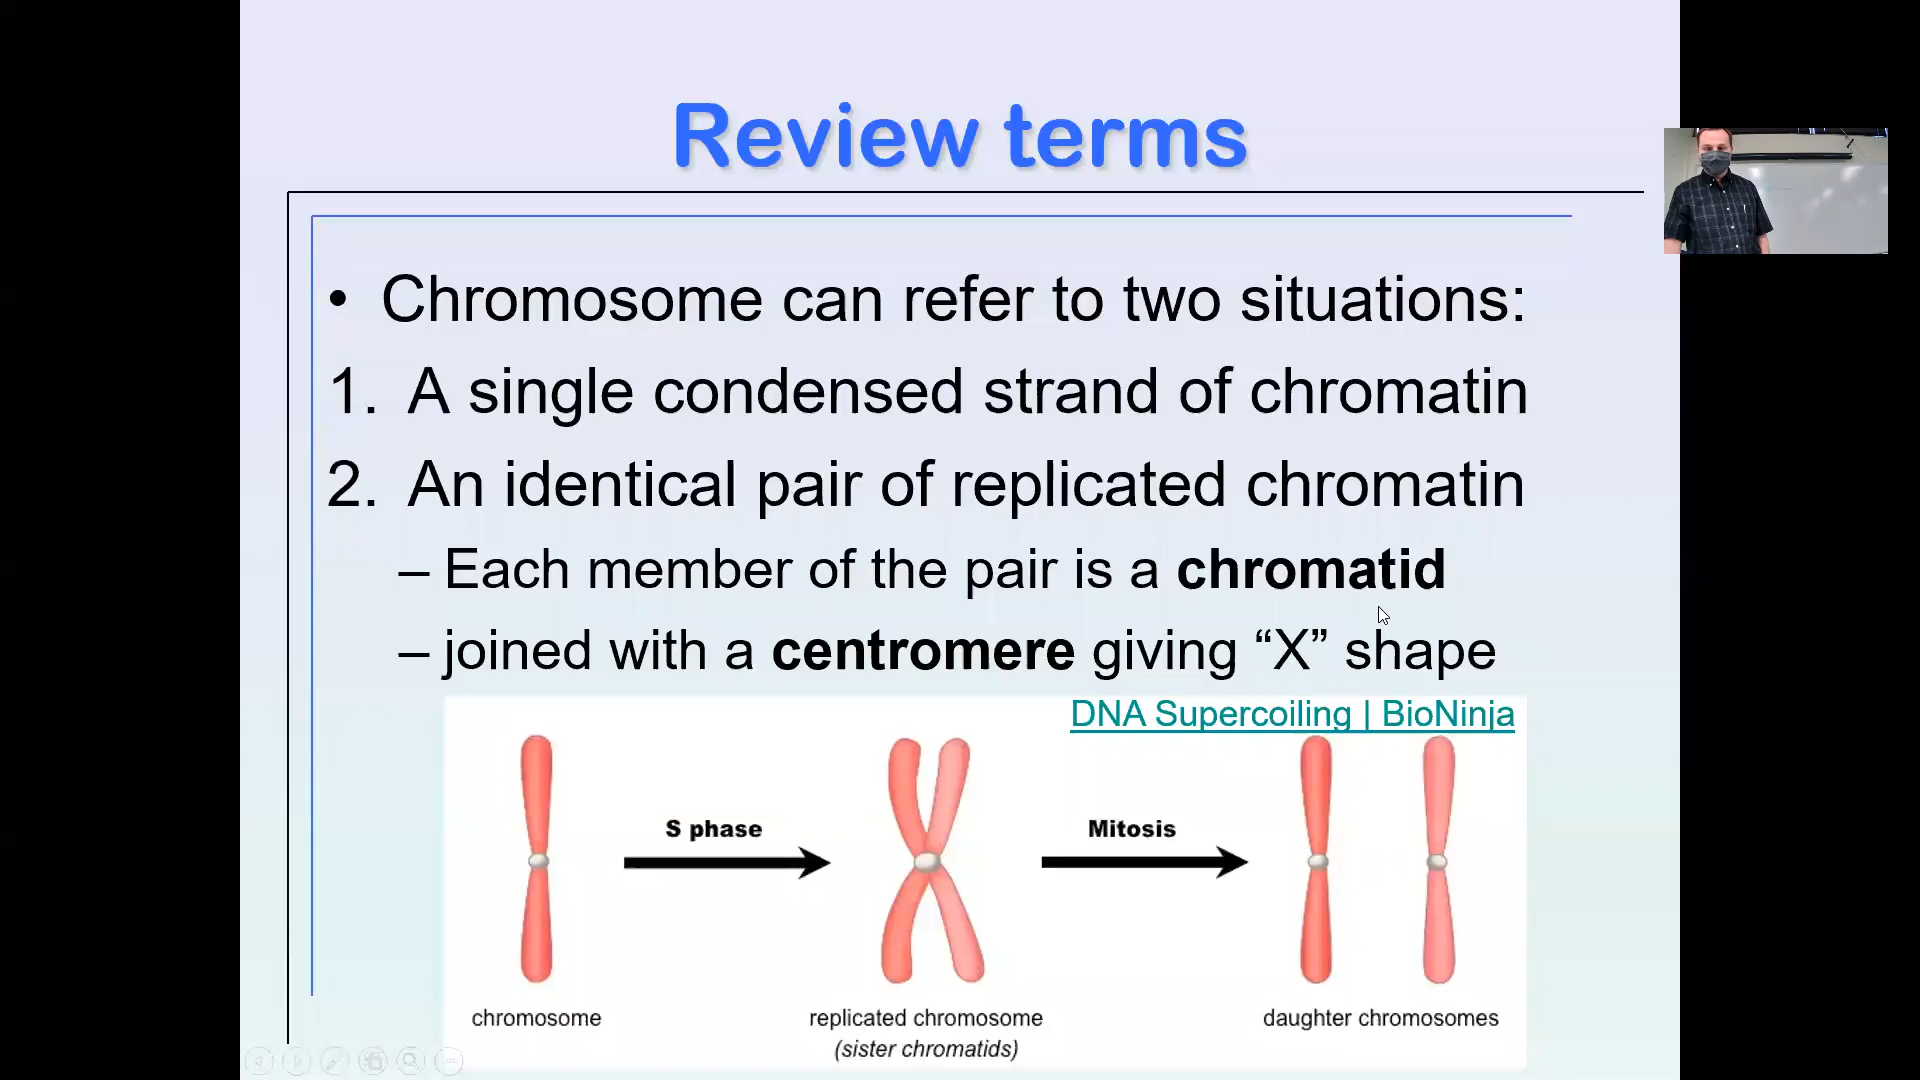 Review terms
• Chromosome can refer to two situations:
1. A single condensed strand of chromatin
2. An identical pair of replicated chromatin
– Each member of the pair is a chromatid
– joined with a centromere giving “X” shape
DNA Supercoiling | BioNinja
S phase
Mitosis
chromosome
replicated chromosome
(sister chromatids)
daughter chromosomes